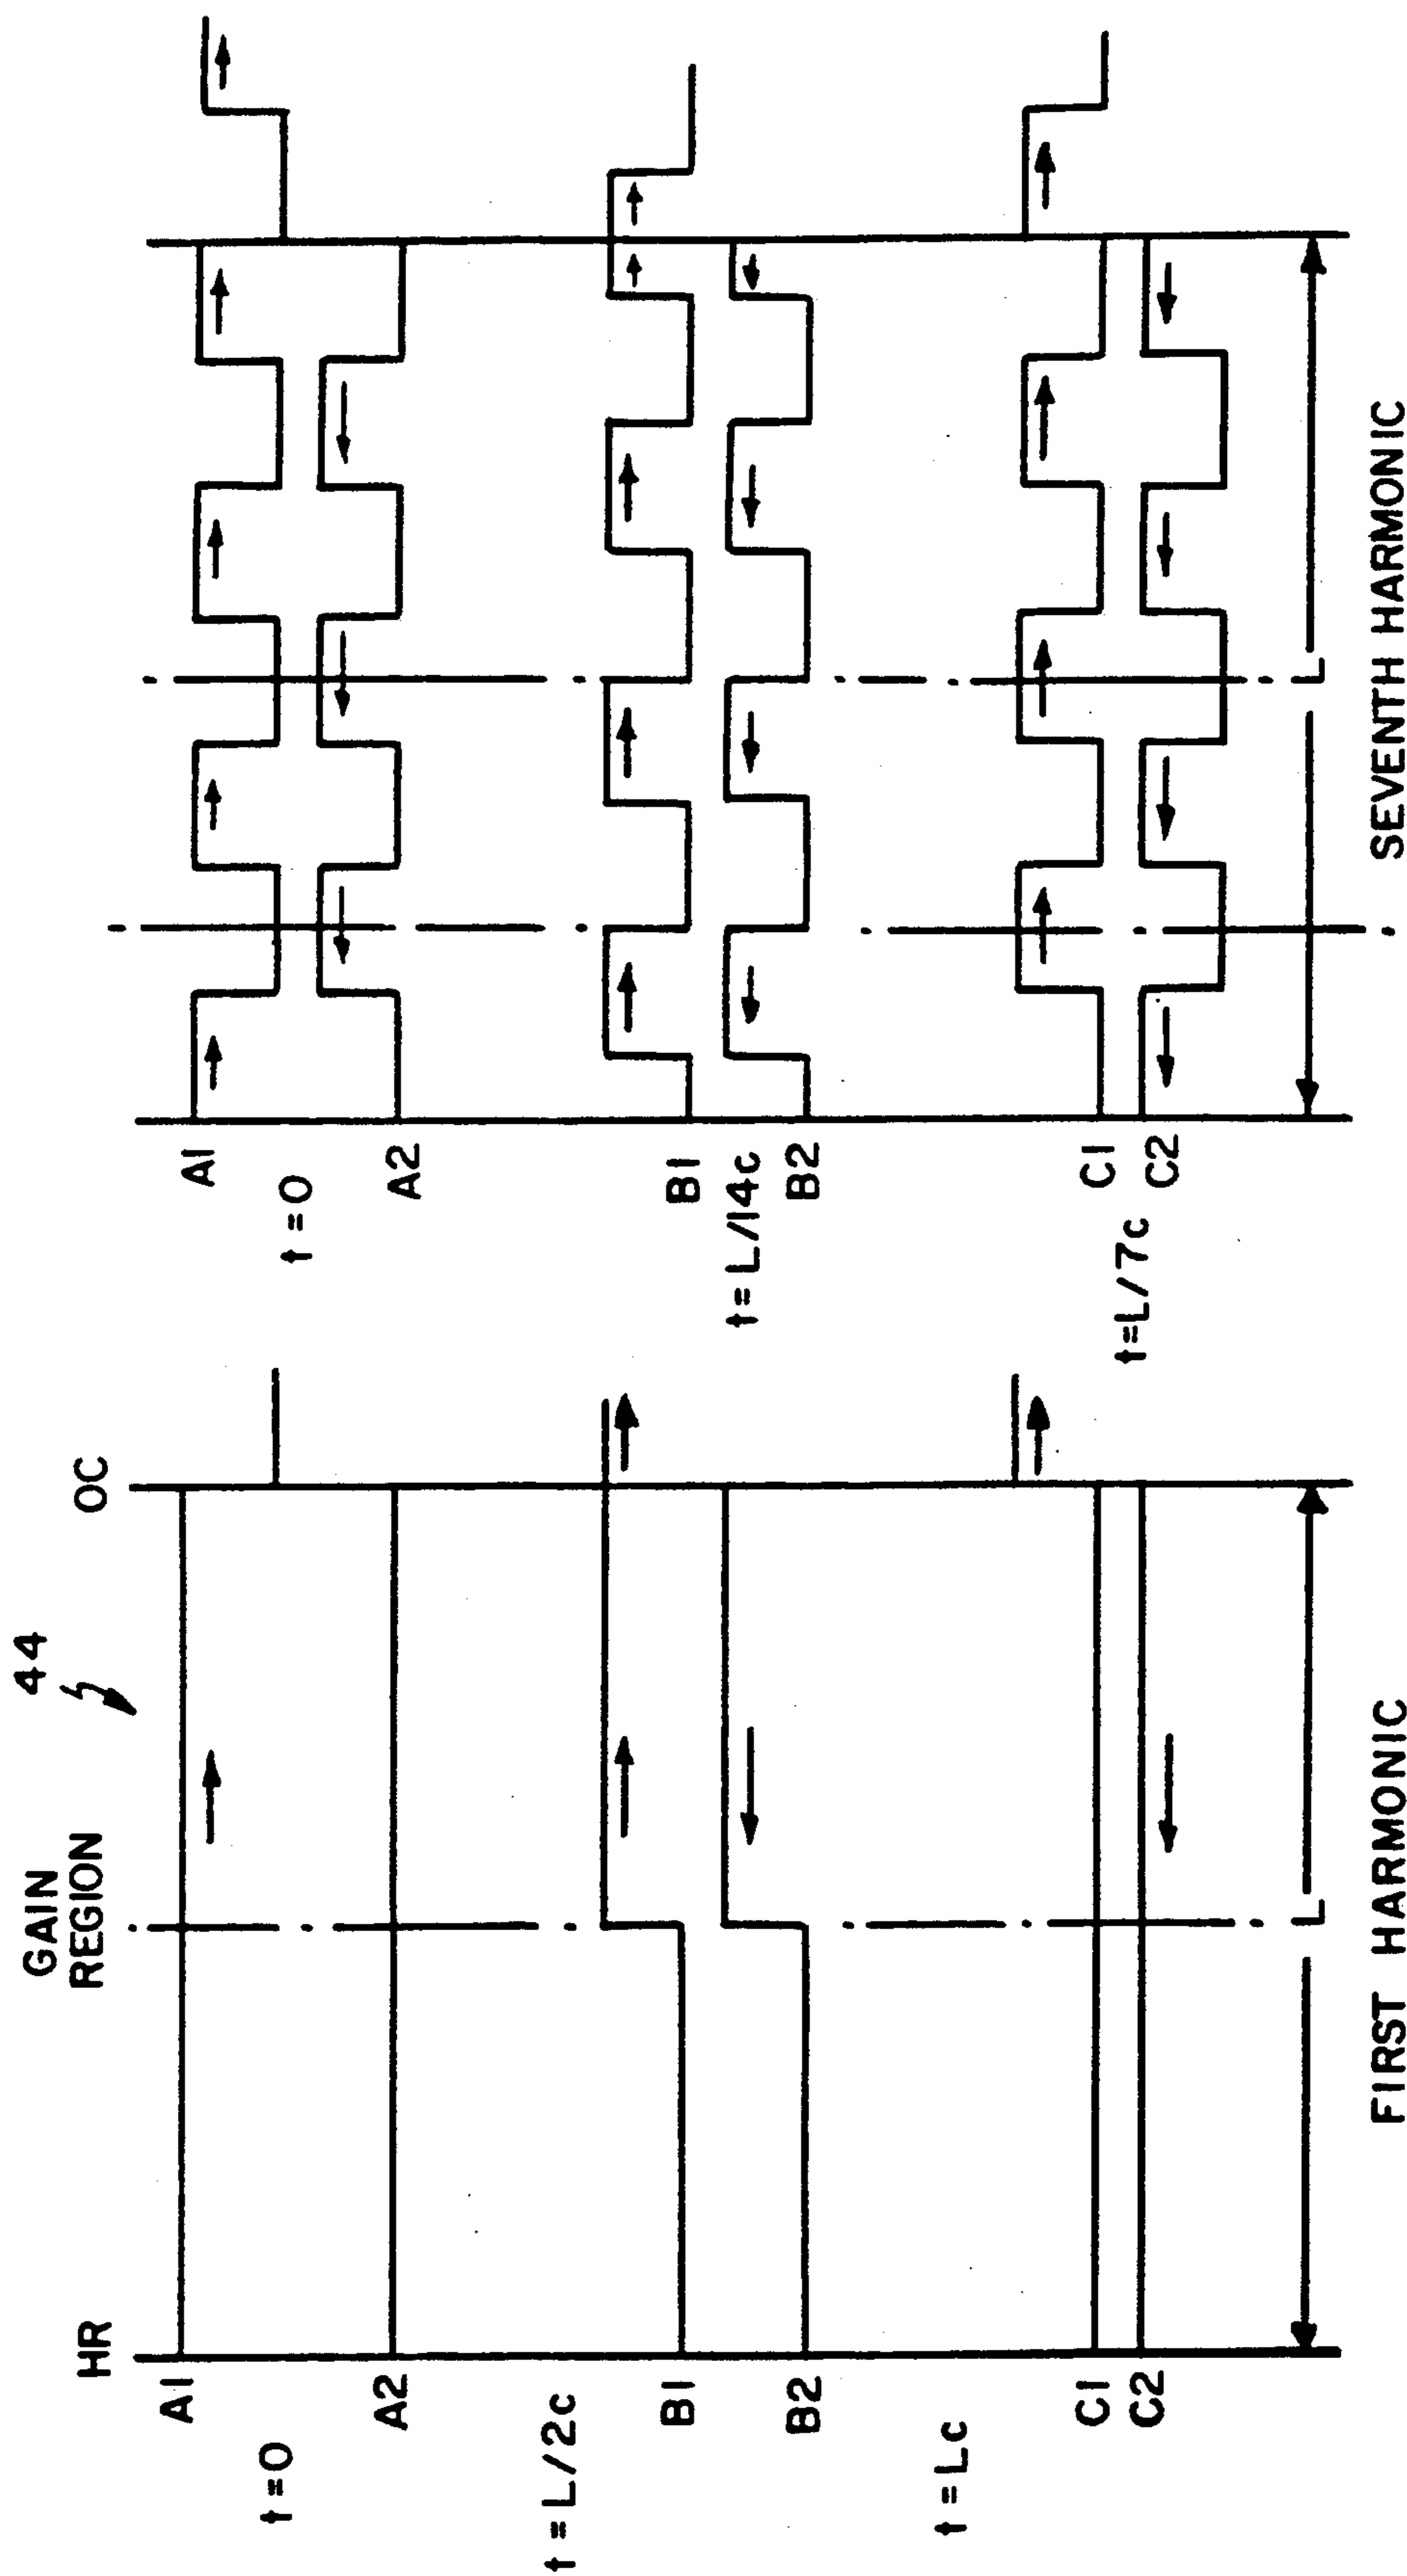 HR
GAIN
REGION
44
OC
A1
t=0
A2
t=L/2c
B1
B2
t=Lc
C1
C2
L
FIRST HARMONIC
A1
t=0
A2
B1
t=L/14c
B2
C1
t=L/7c
C2
L
SEVENTH HARMONIC